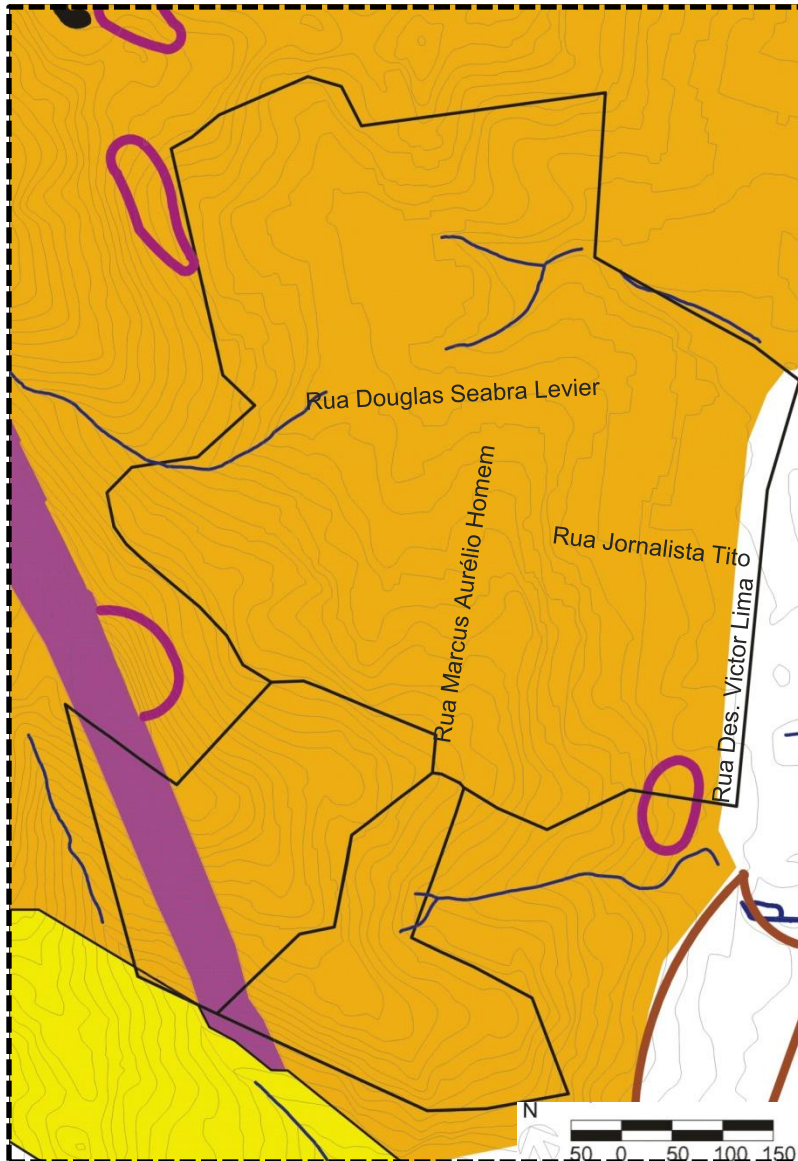 Rua Douglas Seabra Levier
Rua Marcus Aurélio Homem
Rua Jornalista Tito
Rua Des. Victor Lima
N
50 0 50 100 150